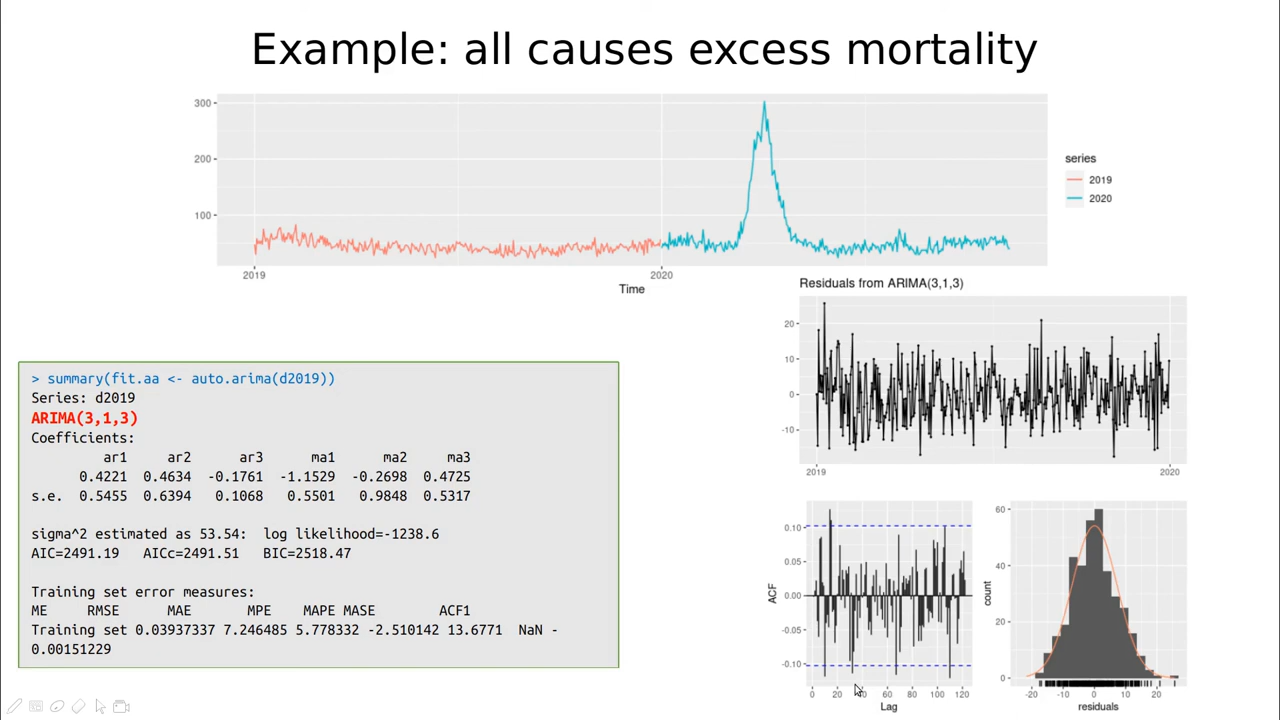 Example: all causes excess mortality
300
200
100
2019
2020
Time
series
2019
2020
> summary(fit.aa <- auto.arima(d2019))
Series: d2019
ARIMA(3,1,3)
Coefficients:
ar1 ar2 ar3 ma1 ma2 ma3
0.4221 0.4634 -0.1761 -1.1529 -0.2698 0.4725
s.e. 0.5455 0.6394 0.1068 0.5501 0.9848 0.5317
sigma^2 estimated as 53.54: log likelihood=-1238.6
AIC=2491.19 AICc=2491.51 BIC=2518.47
Training set error measures:
ME RMSE MAE MPE MAPE MASE ACF1
Training set 0.03937337 7.246485 5.778332 -2.510142 13.6771 NaN -
0.00151229
Residuals from ARIMA(3,1,3)
20
10
0
-10
2019
2020
0.10
0.05
0.00
-0.05
-0.10
ACF
0 20 40 60 80 100 120
Lag
60
40
20
0
count
-20 -10 0 10 20
residuals